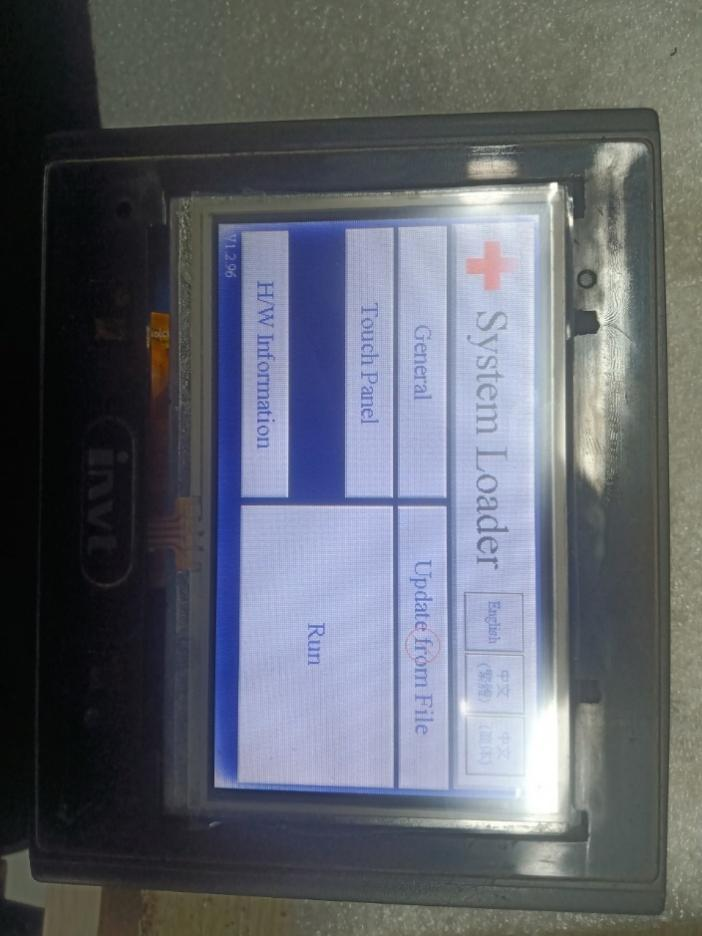 System Loader
English
中文
(繁體)
中文
(简体)
General
Update from File
Touch Panel
Run
H/W Information
V1.2.96
invt